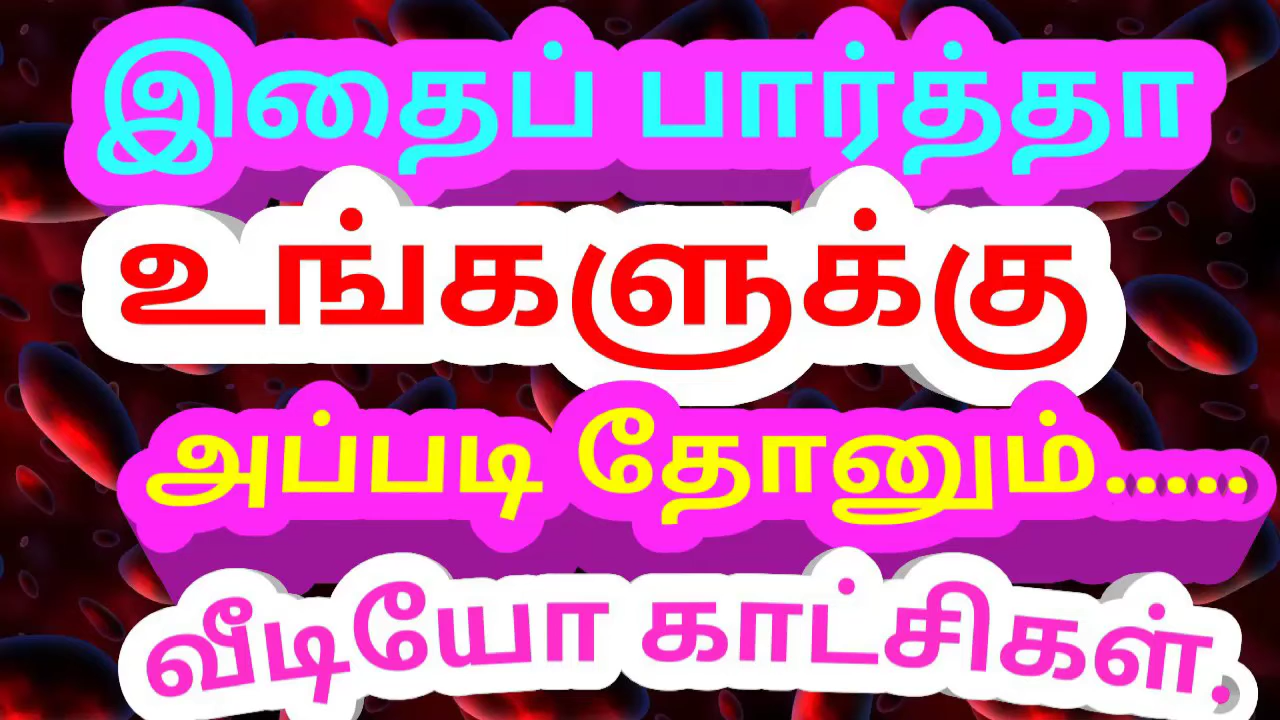 இதைப் பார்த்தா
உங்களுக்கு
அப்படி தோனும்.....
வீடியோ காட்சிகள்.